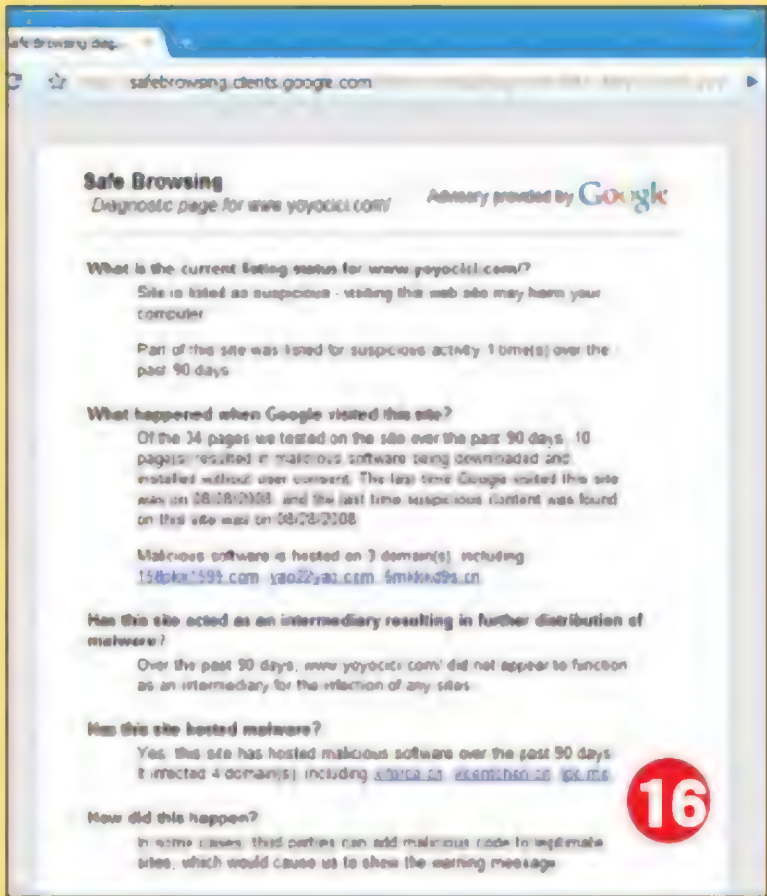 Safe Browsing diag...
safebrowsing.clients.google.com
Safe Browsing
Diagnostic page for www.yoyocici.com/
Advisory provided by Google
What is the current listing status for www.yoyocici.com/?
Site is listed as suspicious - visiting this web site may harm your
computer.
Part of this site was listed for suspicious activity 1 time(s) over the
past 90 days.
What happened when Google visited this site?
Of the 34 pages we tested on the site over the past 90 days, 10
page(s) resulted in malicious software being downloaded and
installed without user consent. The last time Google visited this site
was on 08/28/2008, and the last time suspicious content was found
on this site was on 08/28/2008.
Malicious software is hosted on 3 domain(s), including
Has this site acted as an intermediary resulting in further distribution of
malware?
Over the past 90 days, www.yoyocici.com/ did not appear to function
as an intermediary for the infection of any sites.
Has this site hosted malware?
Yes, this site has hosted malicious software over the past 90 days.
It infected 4 domain(s), including
How did this happen?
In some cases, third parties can add malicious code to legitimate
sites, which would cause us to show the warning message.
16